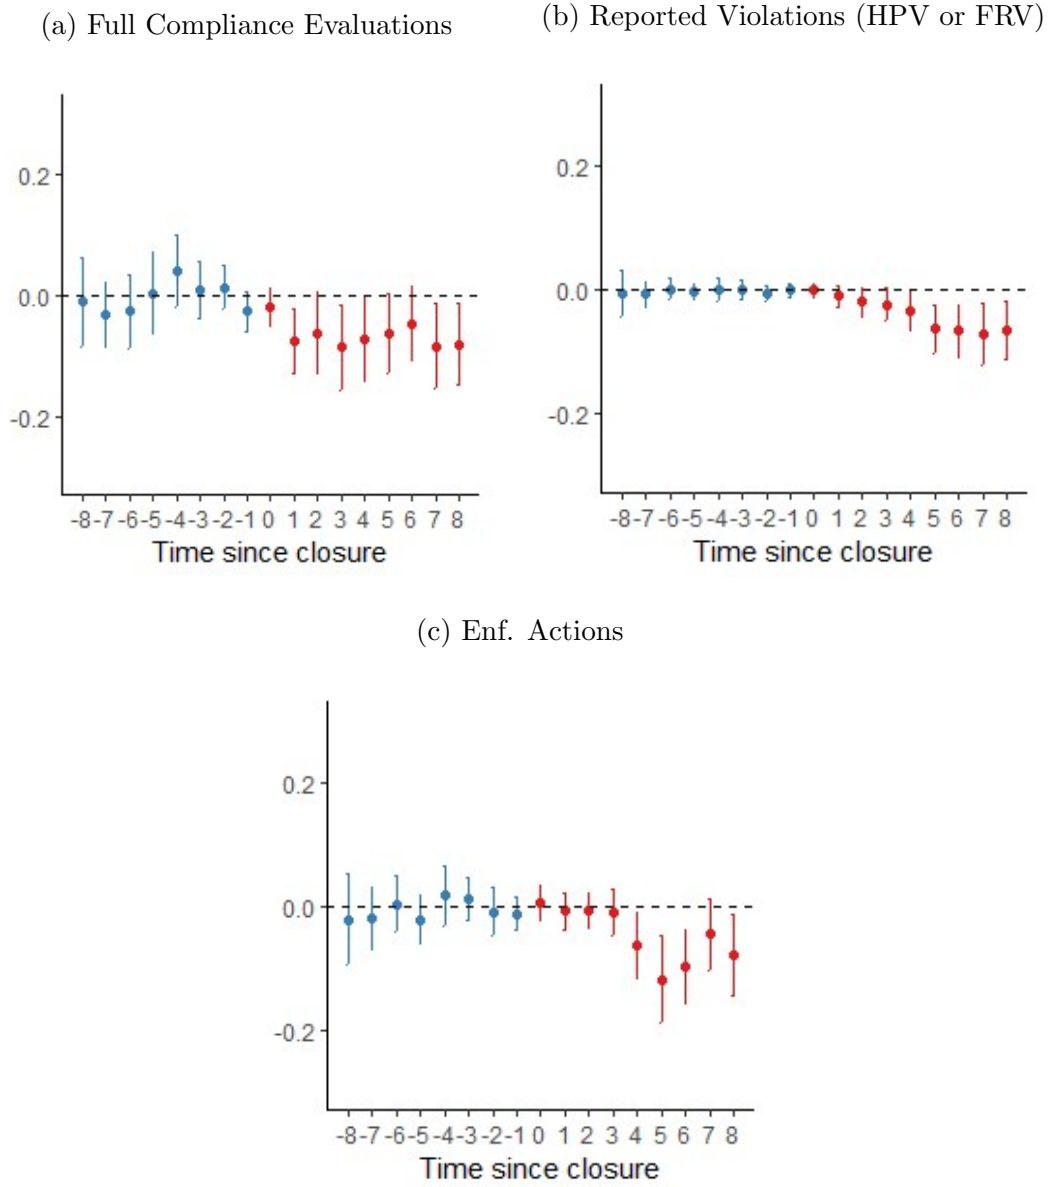 (a) Full Compliance Evaluations
(b) Reported Violations (HPV or FRV)
0.2
0.0
-0.2
-8 -7 -6 -5 -4 -3 -2 -1 0 1 2 3 4 5 6 7 8
Time since closure
0.2
0.0
-0.2
-8 -7 -6 -5 -4 -3 -2 -1 0 1 2 3 4 5 6 7 8
Time since closure
(c) Enf. Actions
0.2
0.0
-0.2
-8 -7 -6 -5 -4 -3 -2 -1 0 1 2 3 4 5 6 7 8
Time since closure